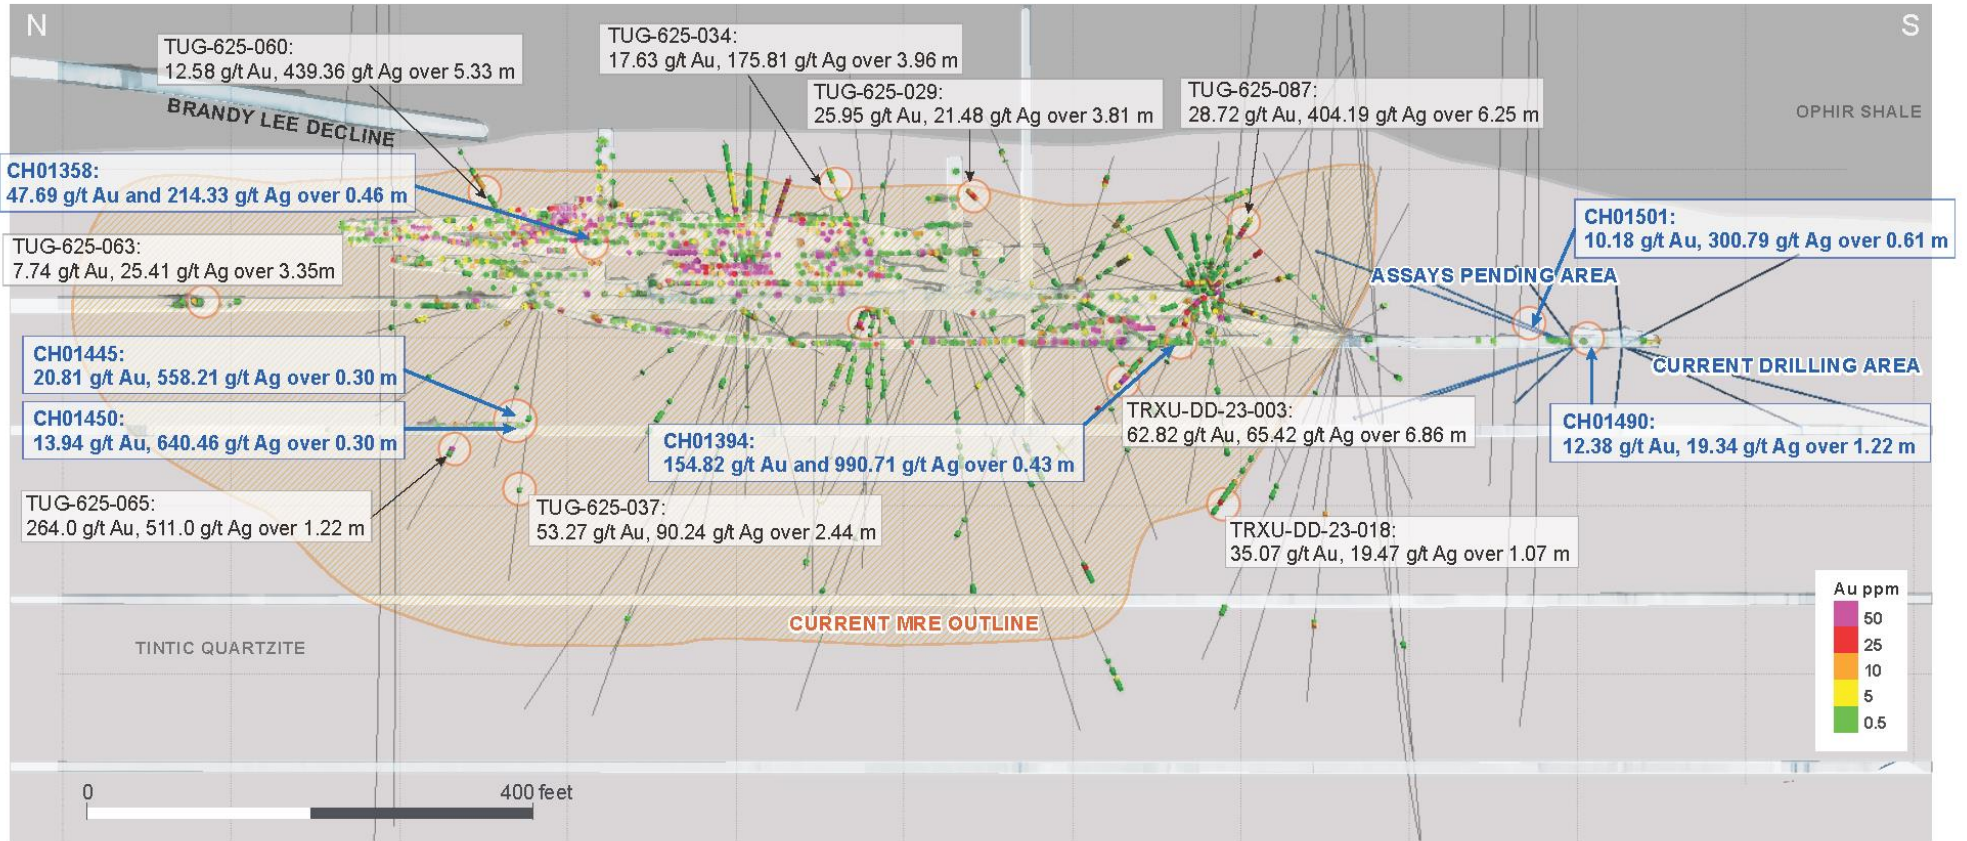 N
S
TUG-625-060:
12.58 g/t Au, 439.36 g/t Ag over 5.33 m
TUG-625-034:
17.63 g/t Au, 175.81 g/t Ag over 3.96 m
TUG-625-029:
25.95 g/t Au, 21.48 g/t Ag over 3.81 m
TUG-625-087:
28.72 g/t Au, 404.19 g/t Ag over 6.25 m
OPHIR SHALE
BRANDY LEE DECLINE
CH01358:
47.69 g/t Au and 214.33 g/t Ag over 0.46 m
CH01501:
10.18 g/t Au, 300.79 g/t Ag over 0.61 m
TUG-625-063:
7.74 g/t Au, 25.41 g/t Ag over 3.35m
ASSAYS PENDING AREA
CH01445:
20.81 g/t Au, 558.21 g/t Ag over 0.30 m
CURRENT DRILLING AREA
CH01450:
13.94 g/t Au, 640.46 g/t Ag over 0.30 m
TRXU-DD-23-003:
62.82 g/t Au, 65.42 g/t Ag over 6.86 m
CH01490:
12.38 g/t Au, 19.34 g/t Ag over 1.22 m
CH01394:
154.82 g/t Au and 990.71 g/t Ag over 0.43 m
TUG-625-065:
264.0 g/t Au, 511.0 g/t Ag over 1.22 m
TUG-625-037:
53.27 g/t Au, 90.24 g/t Ag over 2.44 m
TRXU-DD-23-018:
35.07 g/t Au, 19.47 g/t Ag over 1.07 m
CURRENT MRE OUTLINE
TINTIC QUARTZITE
Au ppm
50
25
10
5
0.5
0
400 feet